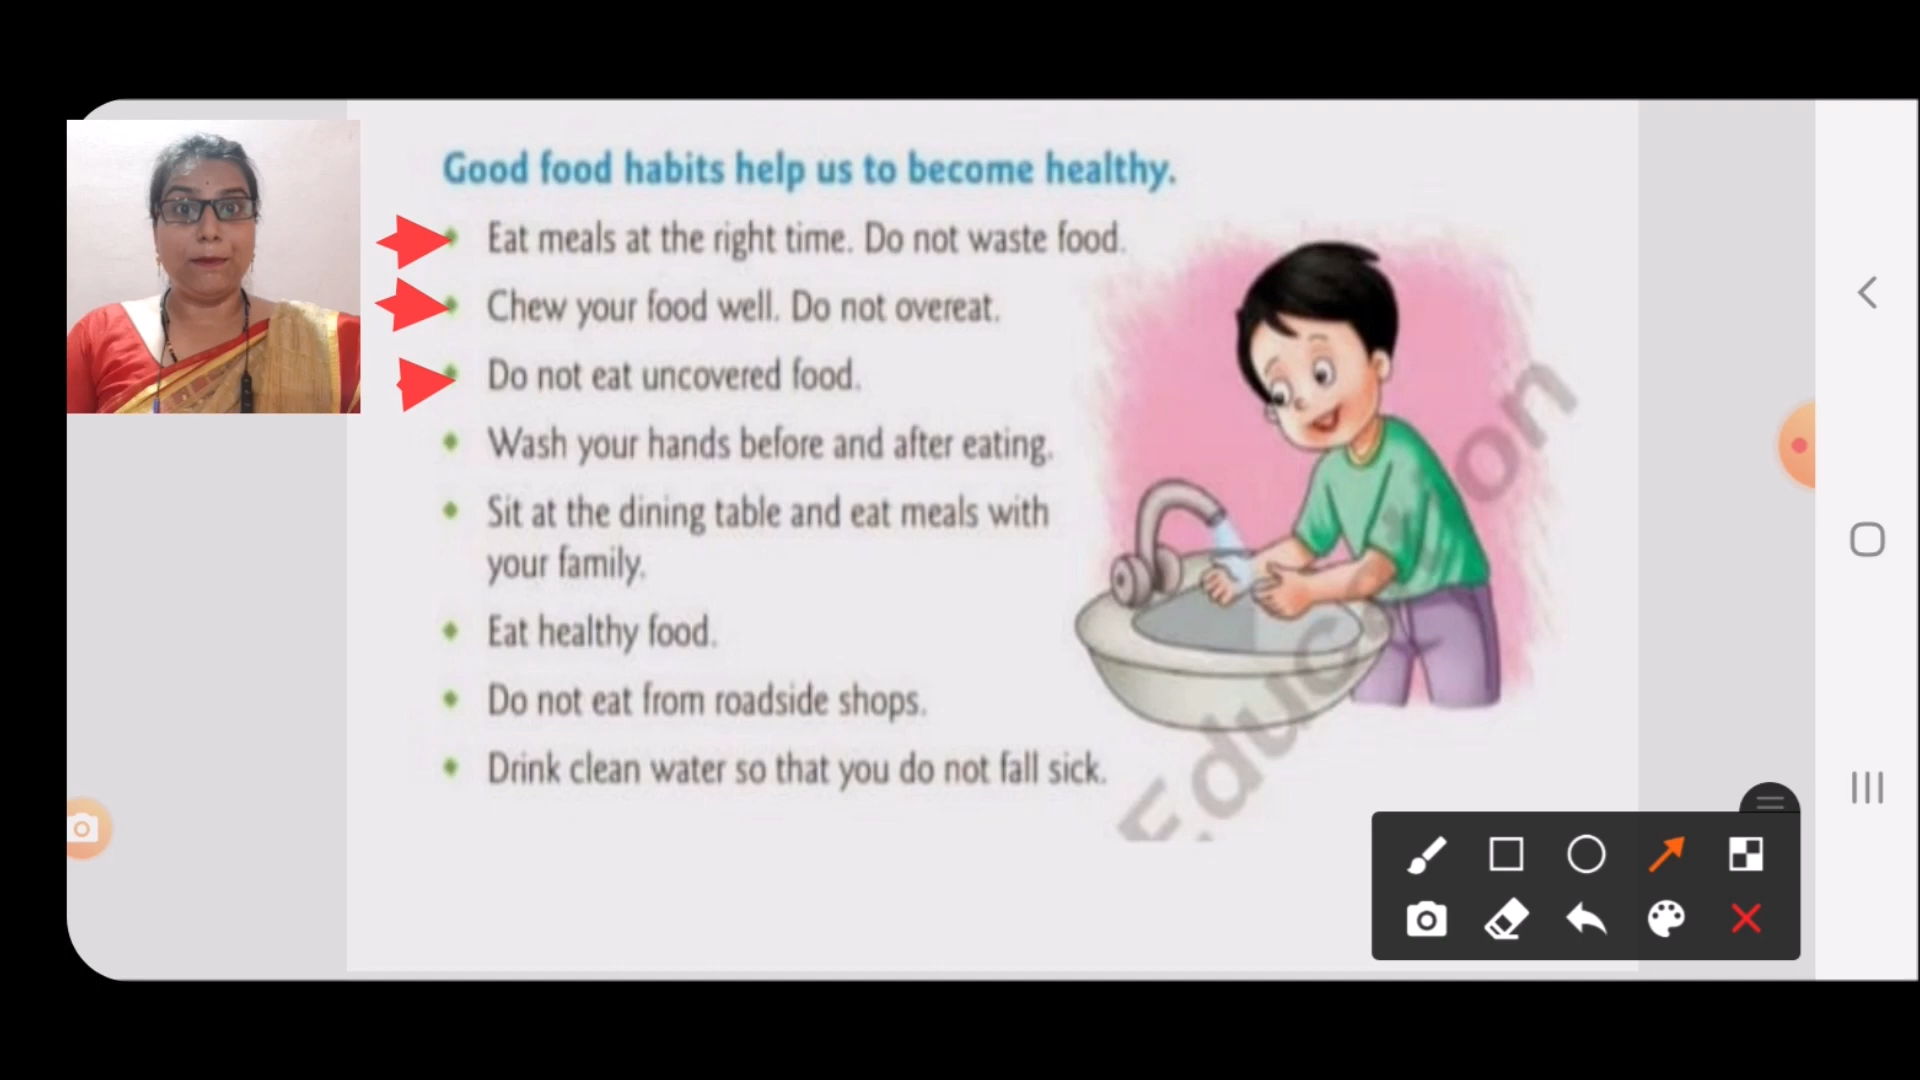 Good food habits help us to become healthy.
Eat meals at the right time. Do not waste food.
Chew your food well. Do not overeat.
Do not eat uncovered food.
Wash your hands before and after eating.
Sit at the dining table and eat meals with
your family.
Eat healthy food.
Do not eat from roadside shops.
Drink clean water so that you do not fall sick.
Education